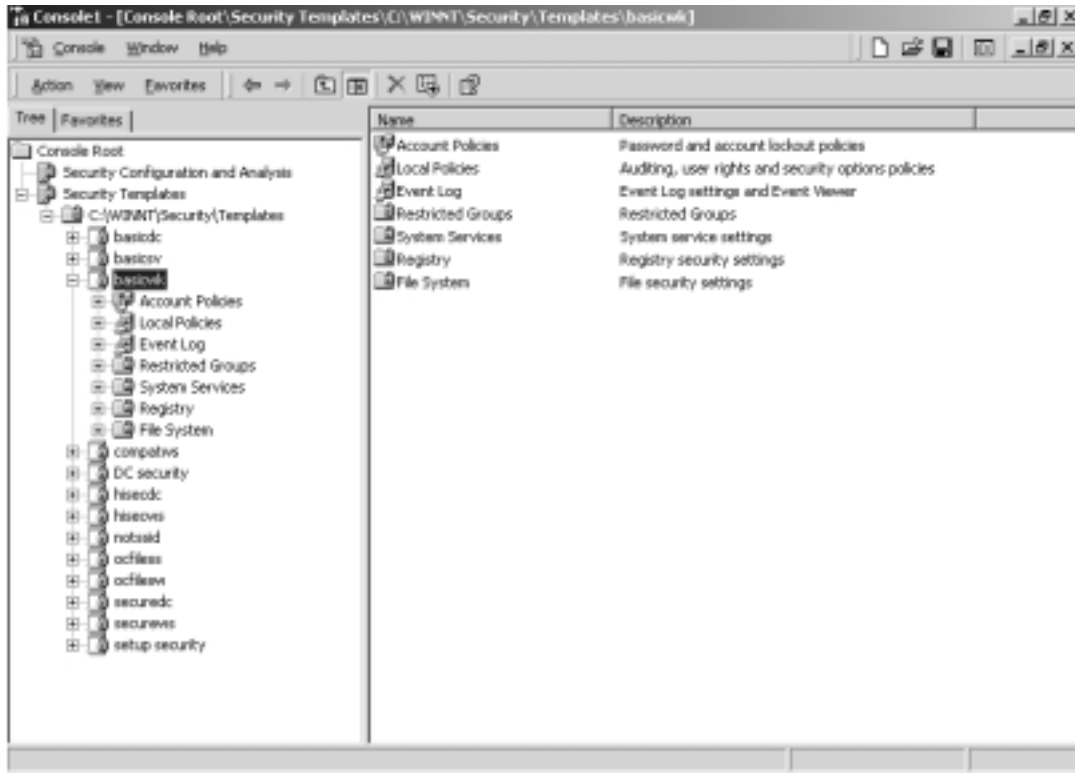 Console1 - [Console Root\Security Templates\C:\WINNT\Security\Templates\basicwk]
Console Window Help
Action View Favorites
Tree Favorites
Name Description
Console Root
Security Configuration and Analysis
Security Templates
C:\WINNT\Security\Templates
basicdc
basicsv
basicwk
Account Policies
Local Policies
Event Log
Restricted Groups
System Services
Registry
File System
compatws
DC security
hisecdc
hisecws
notssid
ocfiless
ocfilesw
securedc
securews
setup security
Account Policies Password and account lockout policies
Local Policies Auditing, user rights and security options policies
Event Log Event Log settings and Event Viewer
Restricted Groups Restricted Groups
System Services System service settings
Registry Registry security settings
File System File security settings